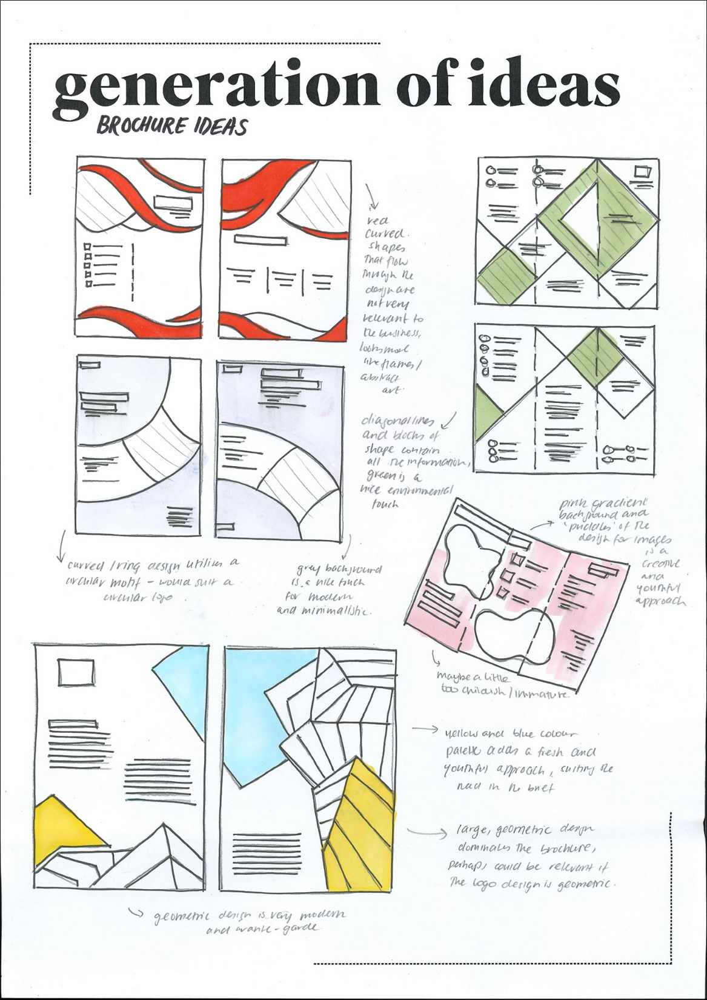 generation of ideas
BROCHURE IDEAS
red
curved
shapes
that flow
through the
design are
not very
relevant to
the business,
looks more
like flames/
abstract
art.
diagonal lines
and blocks of
shape contain
all the information,
green is a
nice environmental
touch
pink gradient
background and
'puddles' of the
design for images
is a
creative
and
youthful
approach
curved/ring design utilises a
circular motif - would suit a
circular logo
grey background
is a nice touch
for modern
and minimalistic.
maybe a little
too childish/immature.
yellow and blue colour
palette adds a fresh and
youthful approach, suiting the
need in the brief
large, geometric design
dominates the brochure,
perhaps could be relevant if
the logo design is geometric.
geometric design is very modern
and avante-garde